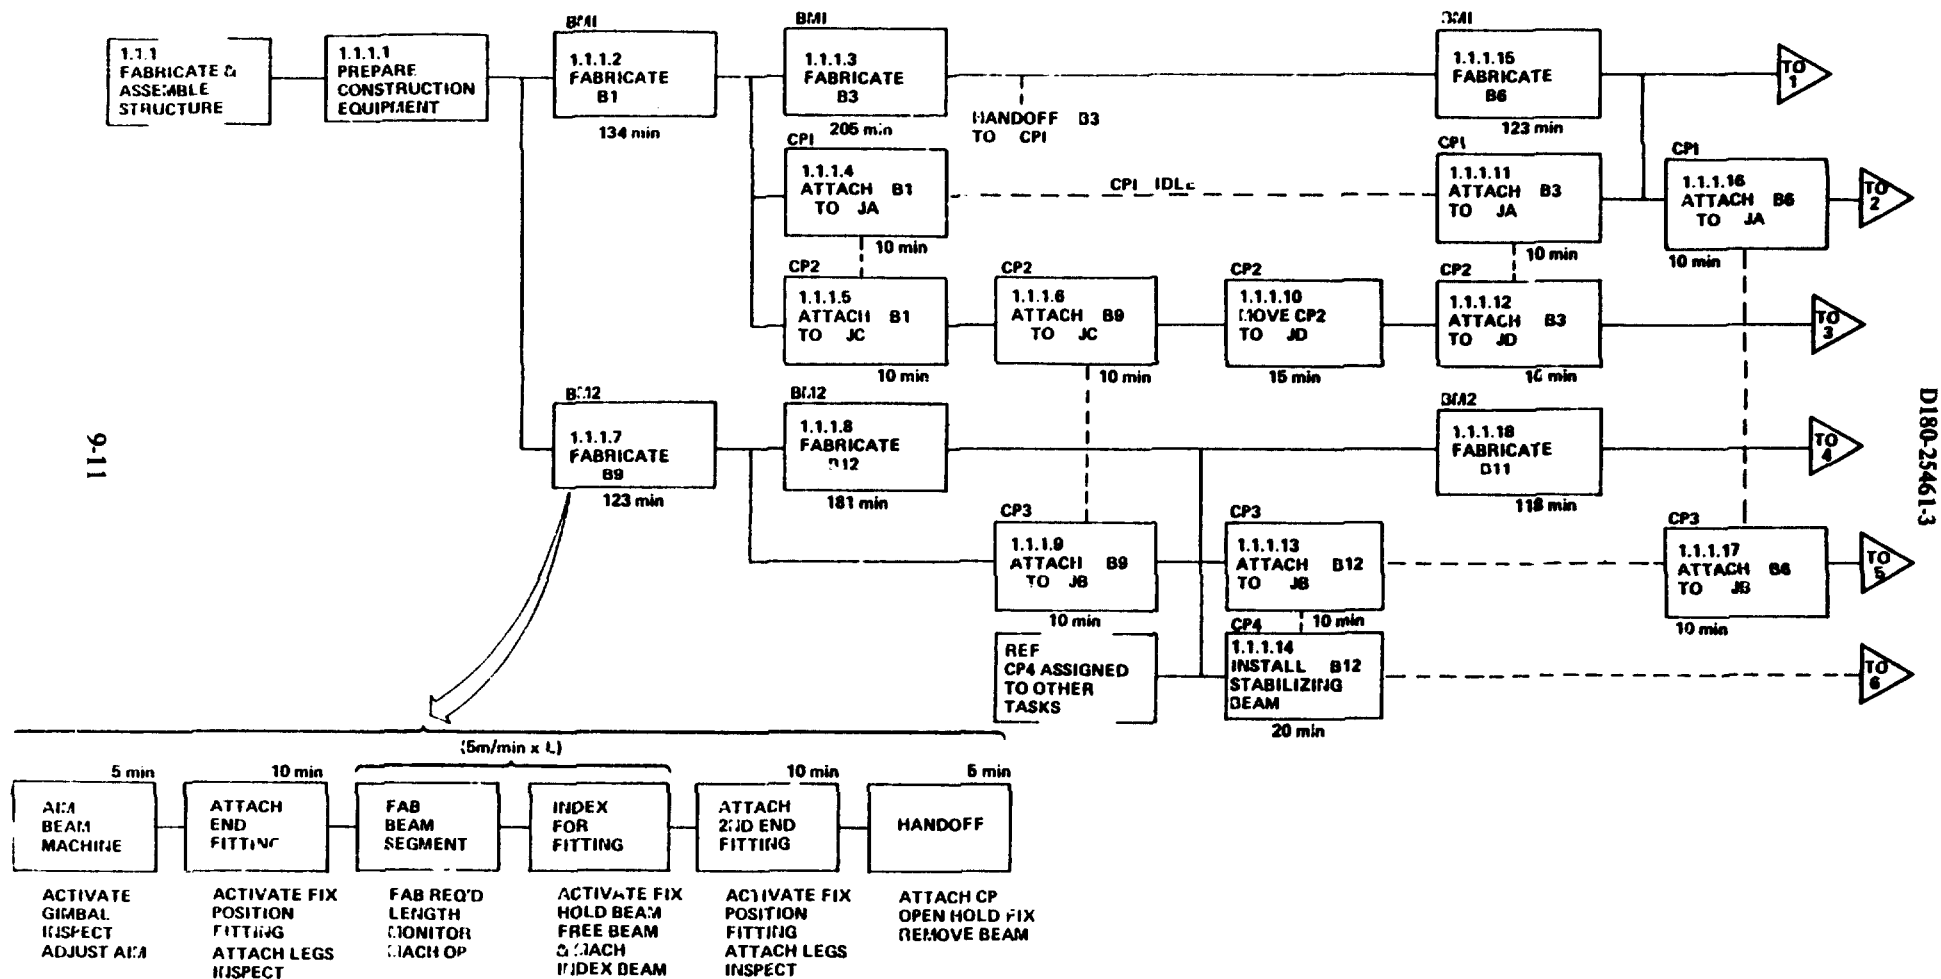 1.1.1
FABRICATE &
ASSEMBLE
STRUCTURE
1.1.1.1
PREPARE
CONSTRUCTION
EQUIPMENT
BM1
1.1.1.2
FABRICATE
B1
134 min
BM1
1.1.1.3
FABRICATE
B3
205 min
HANDOFF B3
TO CP1
BM1
1.1.1.15
FABRICATE
B6
123 min
TO
1
CP1
1.1.1.4
ATTACH B1
TO JA
10 min
CP1 IDLE
CP1
1.1.1.11
ATTACH B3
TO JA
10 min
CP1
1.1.1.16
ATTACH B6
TO JA
10 min
TO
2
CP2
1.1.1.5
ATTACH B1
TO JC
10 min
CP2
1.1.1.6
ATTACH B9
TO JC
10 min
CP2
1.1.1.10
MOVE CP2
TO JD
15 min
CP2
1.1.1.12
ATTACH B3
TO JD
10 min
TO
3
BM2
1.1.1.7
FABRICATE
B9
123 min
BM2
1.1.1.8
FABRICATE
B12
181 min
BM2
1.1.1.18
FABRICATE
B11
118 min
TO
4
CP3
1.1.1.9
ATTACH B9
TO JB
10 min
CP3
1.1.1.13
ATTACH B12
TO JB
10 min
CP3
1.1.1.17
ATTACH B6
TO JB
10 min
TO
5
REF
CP4 ASSIGNED
TO OTHER
TASKS
CP4
1.1.1.14
INSTALL B12
STABILIZING
BEAM
20 min
TO
6
(5m/min x L)
5 min
AIM
BEAM
MACHINE
ACTIVATE
GIMBAL
INSPECT
ADJUST AIM
10 min
ATTACH
END
FITTING
ACTIVATE FIX
POSITION
FITTING
ATTACH LEGS
INSPECT
FAB
BEAM
SEGMENT
FAB REQ'D
LENGTH
MONITOR
MACH OP
INDEX
FOR
FITTING
ACTIVATE FIX
HOLD BEAM
FREE BEAM
& MACH
INDEX BEAM
10 min
ATTACH
2ND END
FITTING
ACTIVATE FIX
POSITION
FITTING
ATTACH LEGS
INSPECT
5 min
HANDOFF
ATTACH CP
OPEN HOLD FIX
REMOVE BEAM
9-11
D180-25461-3